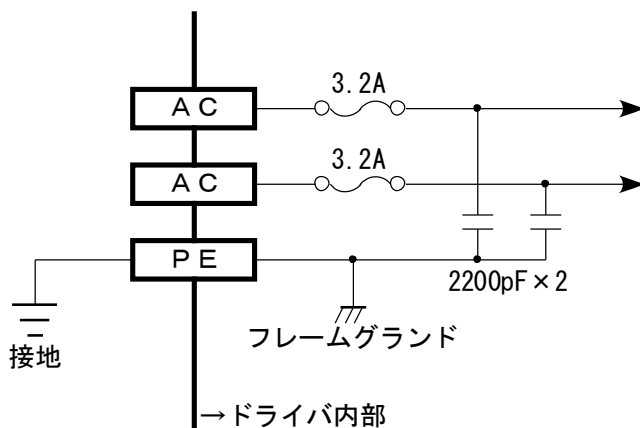 3.2A
AC
3.2A
AC
PE
2200pF×2
フレームグランド
接地
→ドライバ内部